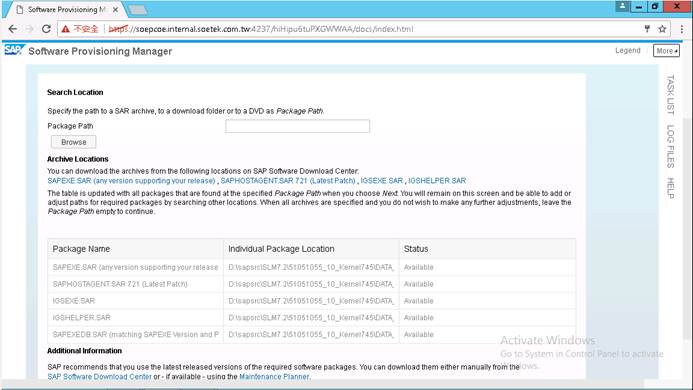 Software Provisioning M
不安全 | https://soepcoe.internal.soetek.com.tw:4237/hiHipu6tuPXGWWAA/docs/index.html
SAP Software Provisioning Manager
Legend
More
TASK LIST
LOG FILES
HELP
Search Location
Specify the path to a SAR archive, to a download folder or to a DVD as Package Path.
Package Path
Browse
Archive Locations
You can download the archives from the following locations on SAP Software Download Center:
SAPEXE.SAR (any version supporting your release) , SAPHOSTAGENT.SAR 721 (Latest Patch) , IGSEXE.SAR , IGSHELPER.SAR
The table is updated with all packages that are found at the specified Package Path when you choose Next. You will remain on this screen and be able to add or
adjust paths for required packages by searching other locations. When all archives are specified and you do not wish to make any further adjustments, leave the
Package Path empty to continue.
Package Name Individual Package Location Status
SAPEXE.SAR (any version supporting your release D:\sapsrc\SLM7.2\51051055_10_Kernel745\DATA_ Available
SAPHOSTAGENT.SAR 721 (Latest Patch) D:\sapsrc\SLM7.2\51051055_10_Kernel745\DATA_ Available
IGSEXE.SAR D:\sapsrc\SLM7.2\51051055_10_Kernel745\DATA_ Available
IGSHELPER.SAR D:\sapsrc\SLM7.2\51051055_10_Kernel745\DATA_ Available
SAPEXEDB.SAR (matching SAPEXE Version and P D:\sapsrc\SLM7.2\51051055_10_Kernel745\DATA_ Available
Additional Information
SAP recommends that you use the latest released versions of the required software packages. You can download them either manually from the
SAP Software Download Center or - if available - using the Maintenance Planner.
Activate Windows
Go to System in Control Panel to activate